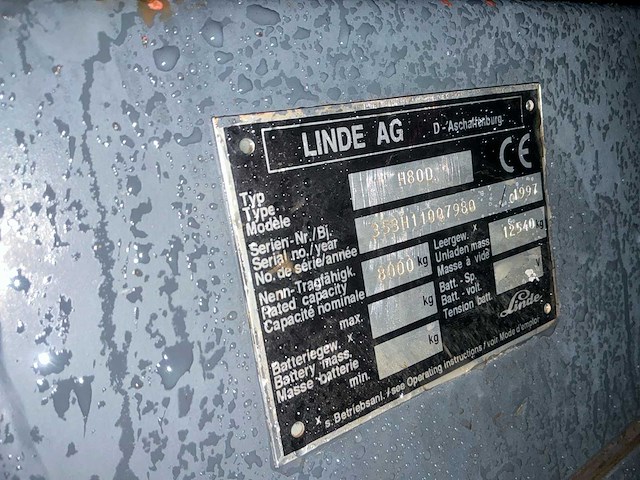 LINDE AG D-Aschaffenburg
CE
Typ
Type
Modèle
H80D
Serien-Nr./Bj.
Serial no./year
No. de série/année
353H11007980 / 1997
Nenn-Tragfähigk.
Rated capacity
Capacité nominale
8000 kg
Leergew. x
Unladen mass
Masse à vide
12540 kg
Batt.- Sp.
Batt.- volt.
Tension batt.
V
max. kg
Batteriegew. x
Battery mass.
Masse batterie
min. kg
Linde
x s. Betriebsanl. / see Operating Instructions / voir Mode d'emploi